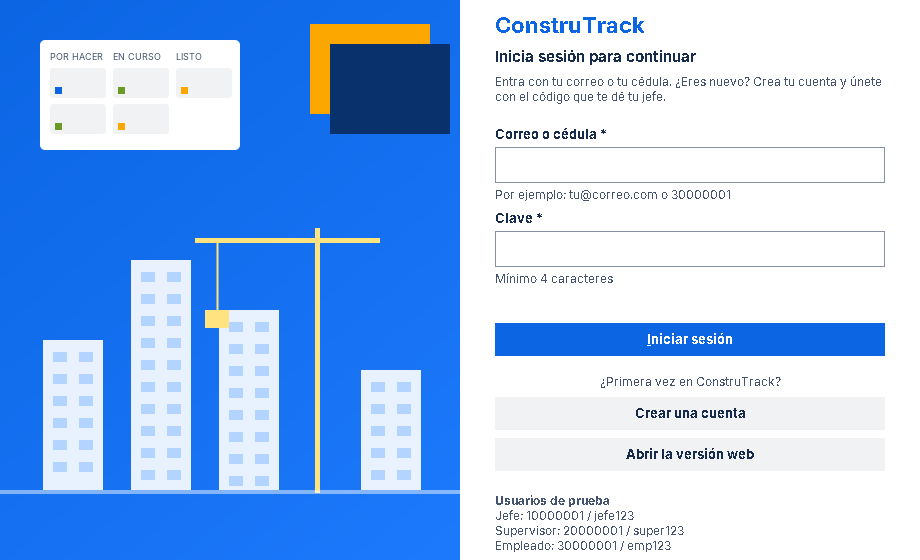 POR HACER EN CURSO LISTO
ConstruTrack
Inicia sesión para continuar
Entra con tu correo o tu cédula. ¿Eres nuevo? Crea tu cuenta y únete
con el código que te dé tu jefe.
Correo o cédula *
Por ejemplo: tu@correo.com o 30000001
Clave *
Mínimo 4 caracteres
Iniciar sesión
¿Primera vez en ConstruTrack?
Crear una cuenta
Abrir la versión web
Usuarios de prueba
Jefe: 10000001 / jefe123
Supervisor: 20000001 / super123
Empleado: 30000001 / emp123